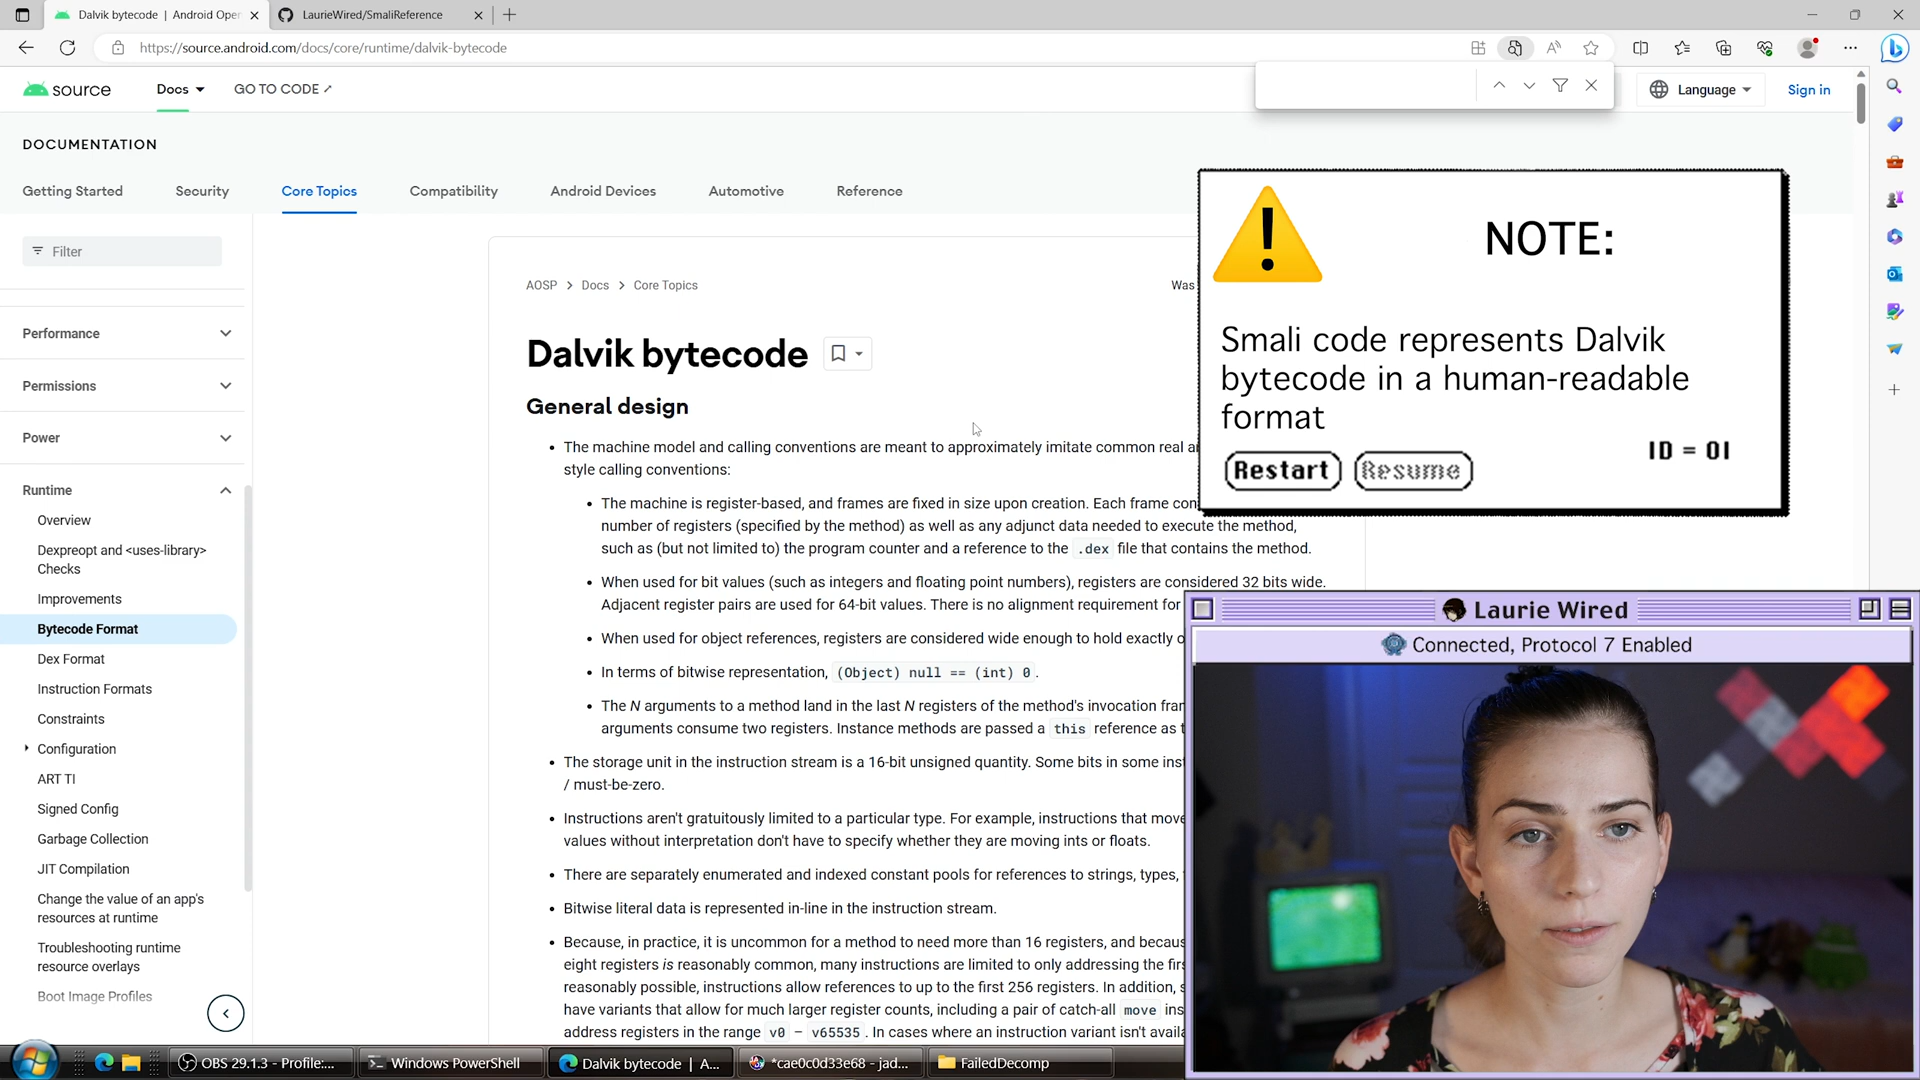 Dalvik bytecode | Android Oper
LaurieWired/SmaliReference
https://source.android.com/docs/core/runtime/dalvik-bytecode
source
Docs
GO TO CODE ↗
Language
Sign in
DOCUMENTATION
Getting Started
Security
Core Topics
Compatibility
Android Devices
Automotive
Reference
Filter
Performance
Permissions
Power
Runtime
Overview
Dexpreopt and <uses-library>
Checks
Improvements
Bytecode Format
Dex Format
Instruction Formats
Constraints
Configuration
ART TI
Signed Config
Garbage Collection
JIT Compilation
Change the value of an app's
resources at runtime
Troubleshooting runtime
resource overlays
Boot Image Profiles
AOSP > Docs > Core Topics
Was
Dalvik bytecode
General design
• The machine model and calling conventions are meant to approximately imitate common real
style calling conventions:
• The machine is register-based, and frames are fixed in size upon creation. Each frame
number of registers (specified by the method) as well as any adjunct data needed to execute the method,
such as (but not limited to) the program counter and a reference to the .dex file that contains the method.
• When used for bit values (such as integers and floating point numbers), registers are considered 32 bits wide.
Adjacent register pairs are used for 64-bit values. There is no alignment requirement for
• When used for object references, registers are considered wide enough to hold exactly
• In terms of bitwise representation, (Object) null == (int) 0.
• The N arguments to a method land in the last N registers of the method's invocation
arguments consume two registers. Instance methods are passed a this reference as
• The storage unit in the instruction stream is a 16-bit unsigned quantity. Some bits in some
/ must-be-zero.
• Instructions aren't gratuitously limited to a particular type. For example, instructions that move
values without interpretation don't have to specify whether they are moving ints or floats.
• There are separately enumerated and indexed constant pools for references to strings, types,
• Bitwise literal data is represented in-line in the instruction stream.
• Because, in practice, it is uncommon for a method to need more than 16 registers, and
eight registers is reasonably common, many instructions are limited to only addressing the
reasonably possible, instructions allow references to up to the first 256 registers. In addition,
have variants that allow for much larger register counts, including a pair of catch-all move
address registers in the range v0 – v65535. In cases where an instruction variant isn't
NOTE:
Smali code represents Dalvik
bytecode in a human-readable
format
ID = 01
Restart
Resume
Laurie Wired
Connected, Protocol 7 Enabled
OBS 29.1.3 - Profile:...
Windows PowerShell
Dalvik bytecode | A...
*cae0c0d33e68 - jad...
FailedDecomp